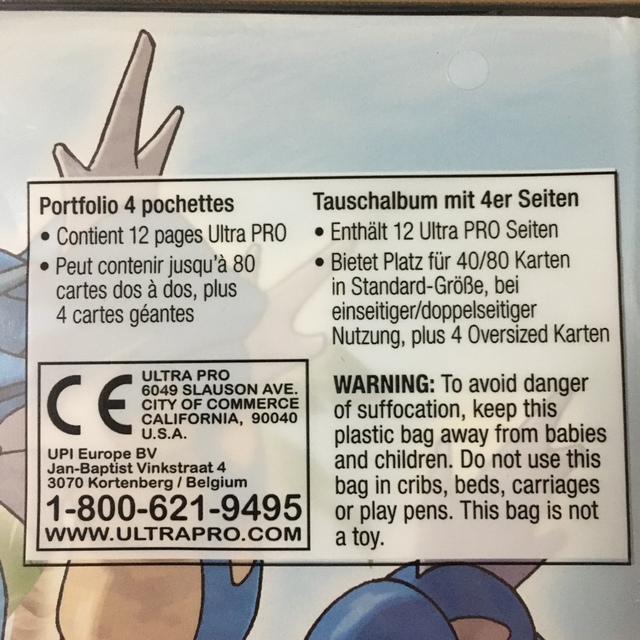 Portfolio 4 pochettes
• Contient 12 pages Ultra PRO
• Peut contenir jusqu'à 80
cartes dos à dos, plus
4 cartes géantes
Tauschalbum mit 4er Seiten
• Enthält 12 Ultra PRO Seiten
• Bietet Platz für 40/80 Karten
in Standard-Größe, bei
einseitiger/doppelseitiger
Nutzung, plus 4 Oversized Karten
CE
ULTRA PRO
6049 SLAUSON AVE.
CITY OF COMMERCE
CALIFORNIA, 90040
U.S.A.
UPI Europe BV
Jan-Baptist Vinkstraat 4
3070 Kortenberg / Belgium
1-800-621-9495
WWW.ULTRAPRO.COM
WARNING: To avoid danger
of suffocation, keep this
plastic bag away from babies
and children. Do not use this
bag in cribs, beds, carriages
or play pens. This bag is not
a toy.